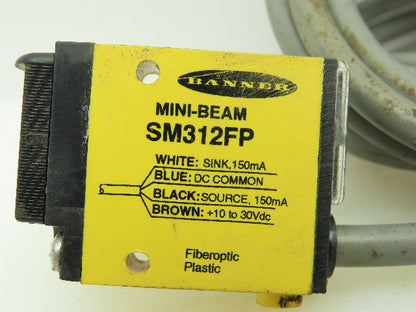 BANNER
MINI-BEAM
SM312FP
WHITE: SINK, 150mA
BLUE: DC COMMON
BLACK: SOURCE, 150mA
BROWN: +10 to 30Vdc
Fiberoptic
Plastic